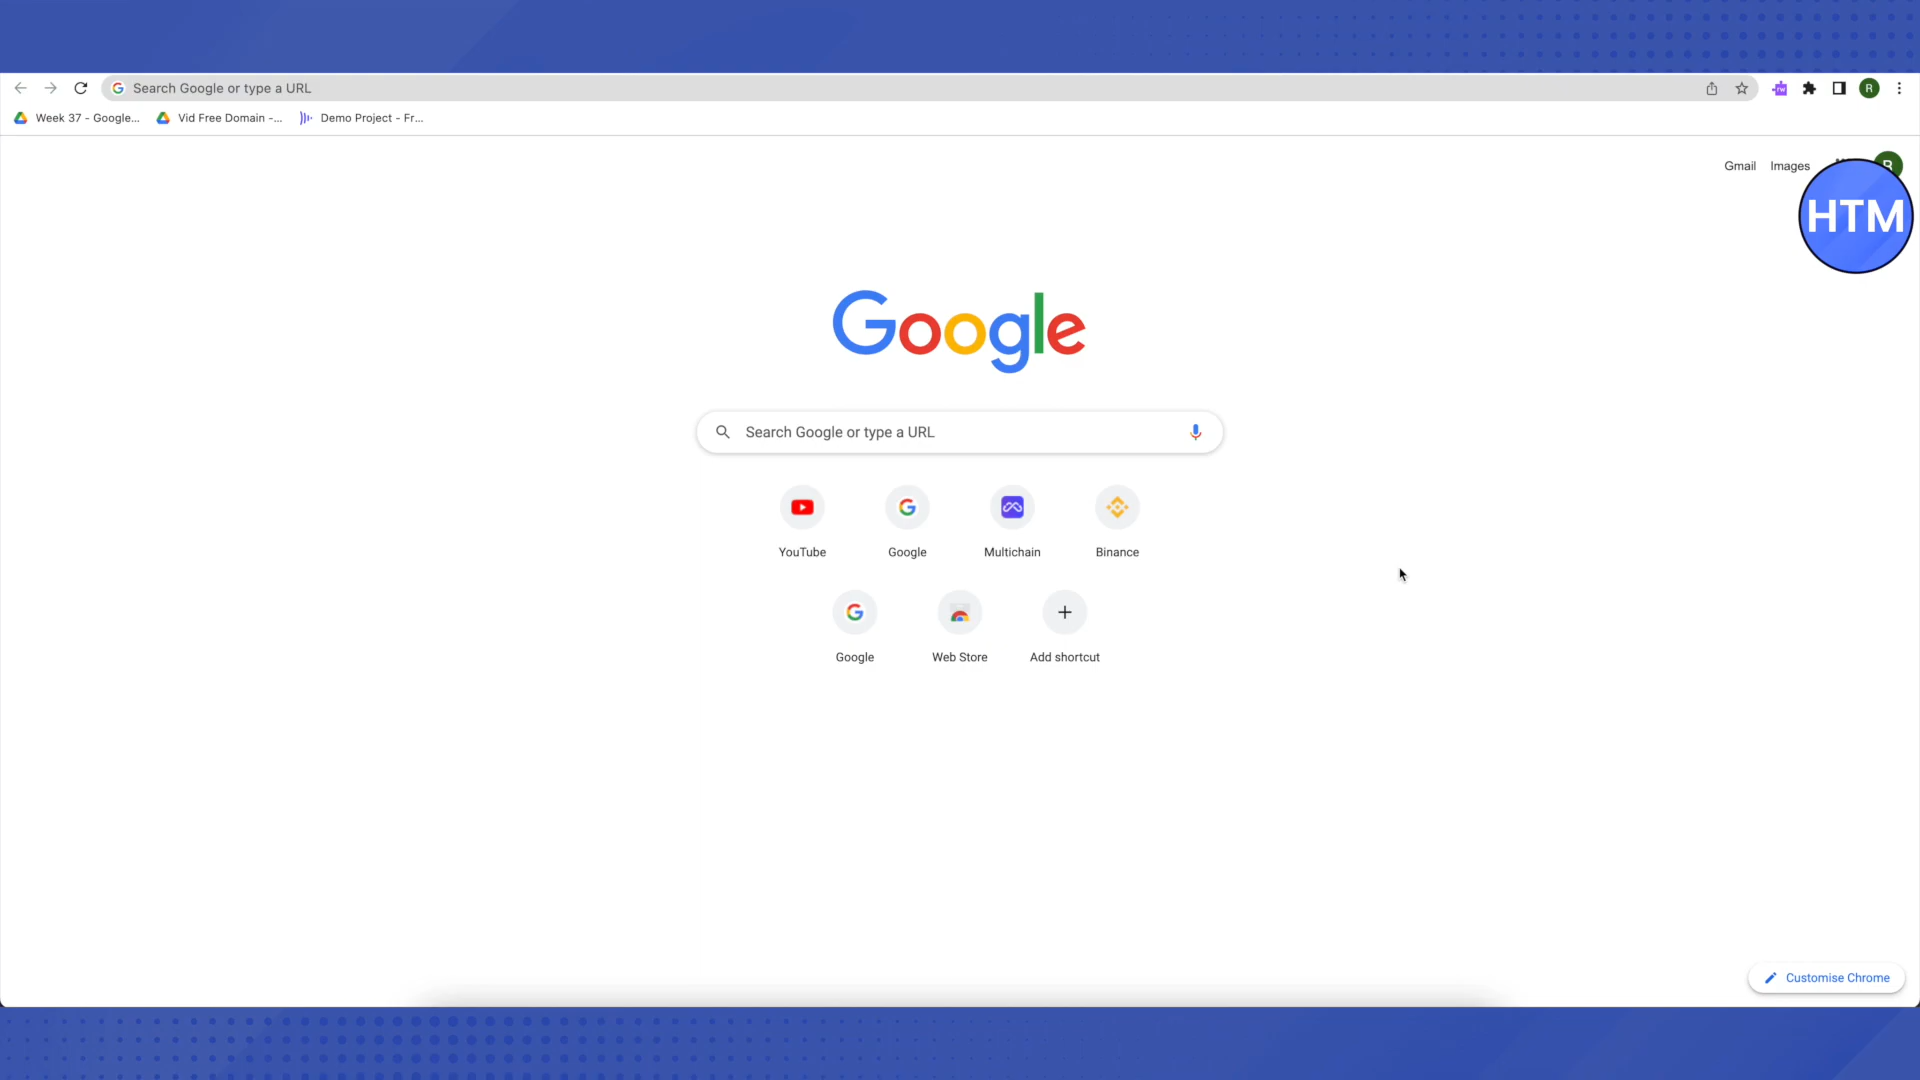 Search Google or type a URL
R
Week 37 - Google...
Vid Free Domain -...
Demo Project - Fr...
Gmail
Images
HTM
Google
Search Google or type a URL
YouTube
Google
Multichain
Binance
Google
Web Store
Add shortcut
Customise Chrome